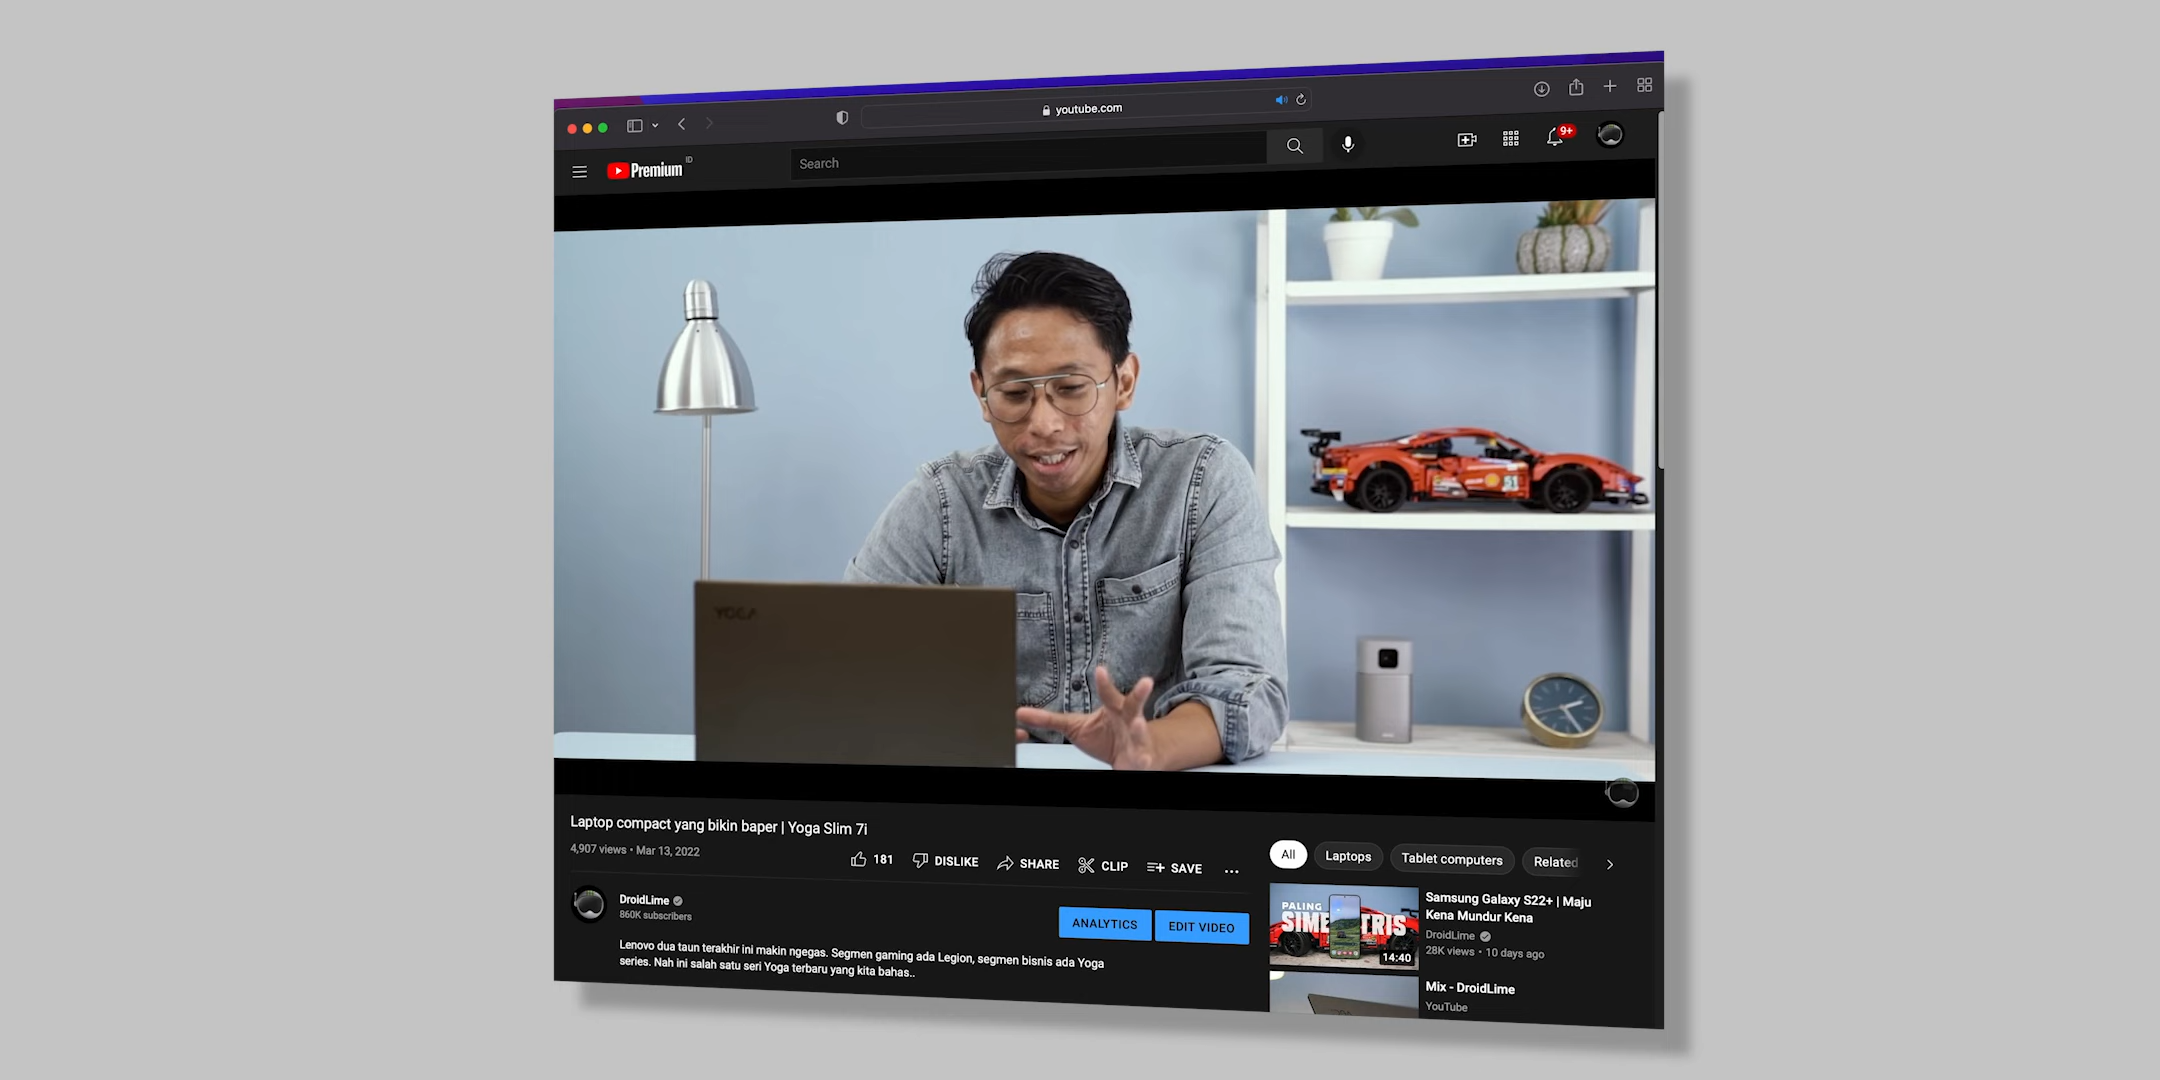 youtube.com
Premium ID
Search
9+
YOGA
51
Laptop compact yang bikin baper | Yoga Slim 7i
4,907 views • Mar 13, 2022
181
DISLIKE
SHARE
CLIP
SAVE
DroidLime
860K subscribers
ANALYTICS
EDIT VIDEO
Lenovo dua taun terakhir ini makin ngegas. Segmen gaming ada Legion, segmen bisnis ada Yoga
series. Nah ini salah satu seri Yoga terbaru yang kita bahas..
All
Laptops
Tablet computers
Related
PALING
SIME TRIS
14:40
Samsung Galaxy S22+ | Maju
Kena Mundur Kena
DroidLime
28K views • 10 days ago
Mix - DroidLime
YouTube